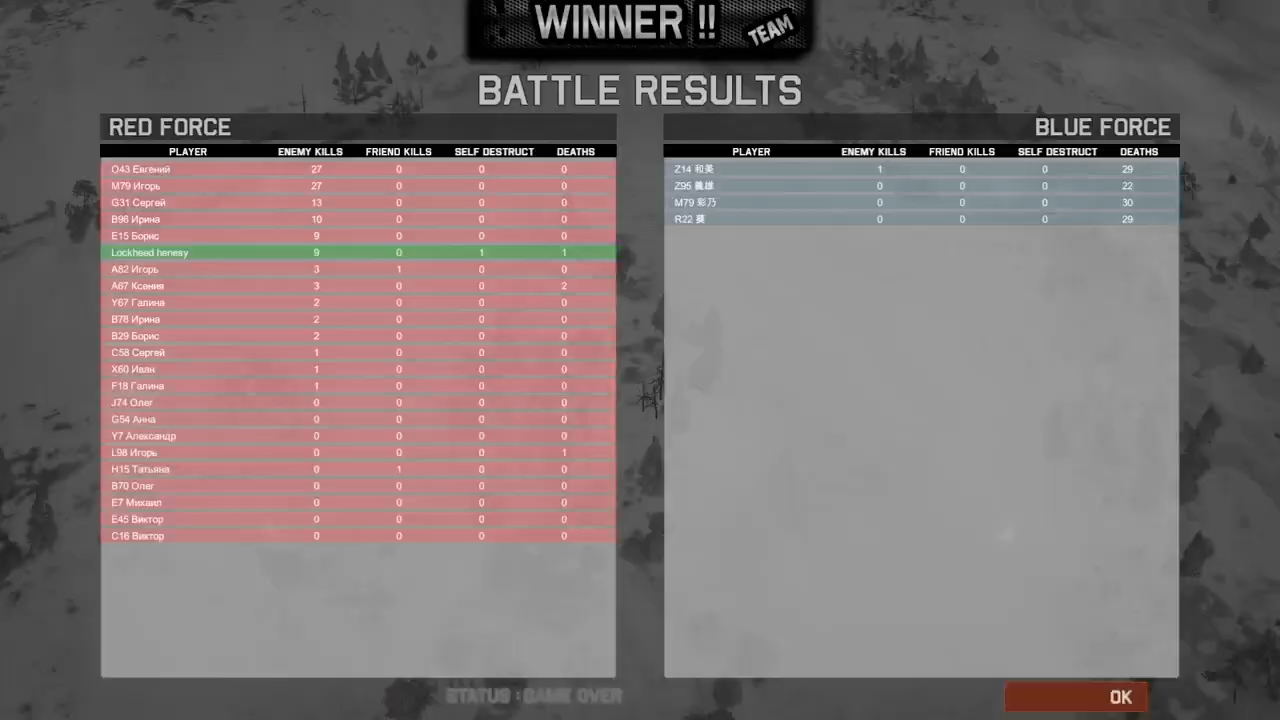 WINNER !!
TEAM
BATTLE RESULTS
RED FORCE
PLAYER ENEMY KILLS FRIEND KILLS SELF DESTRUCT DEATHS
O43 Евгений 27 0 0 0
M79 Игорь 27 0 0 0
G31 Сергей 13 0 0 0
B98 Ирина 10 0 0 0
E15 Борис 9 0 0 0
Lockheed henesy 9 0 1 1
A82 Игорь 3 1 0 0
A67 Ксения 3 0 0 2
Y67 Галина 2 0 0 0
B78 Ирина 2 0 0 0
B29 Борис 2 0 0 0
C58 Сергей 1 0 0 0
X60 Иван 1 0 0 0
F18 Галина 1 0 0 0
J74 Олег 0 0 0 0
G54 Анна 0 0 0 0
Y7 Александр 0 0 0 0
L98 Игорь 0 0 0 1
H15 Татьяна 0 1 0 0
B70 Олег 0 0 0 0
E7 Михаил 0 0 0 0
E45 Виктор 0 0 0 0
C16 Виктор 0 0 0 0
BLUE FORCE
PLAYER ENEMY KILLS FRIEND KILLS SELF DESTRUCT DEATHS
Z14 和美 1 0 0 29
Z95 義雄 0 0 0 22
M79 彩乃 0 0 0 30
R22 葵 0 0 0 29
STATUS : GAME OVER
OK